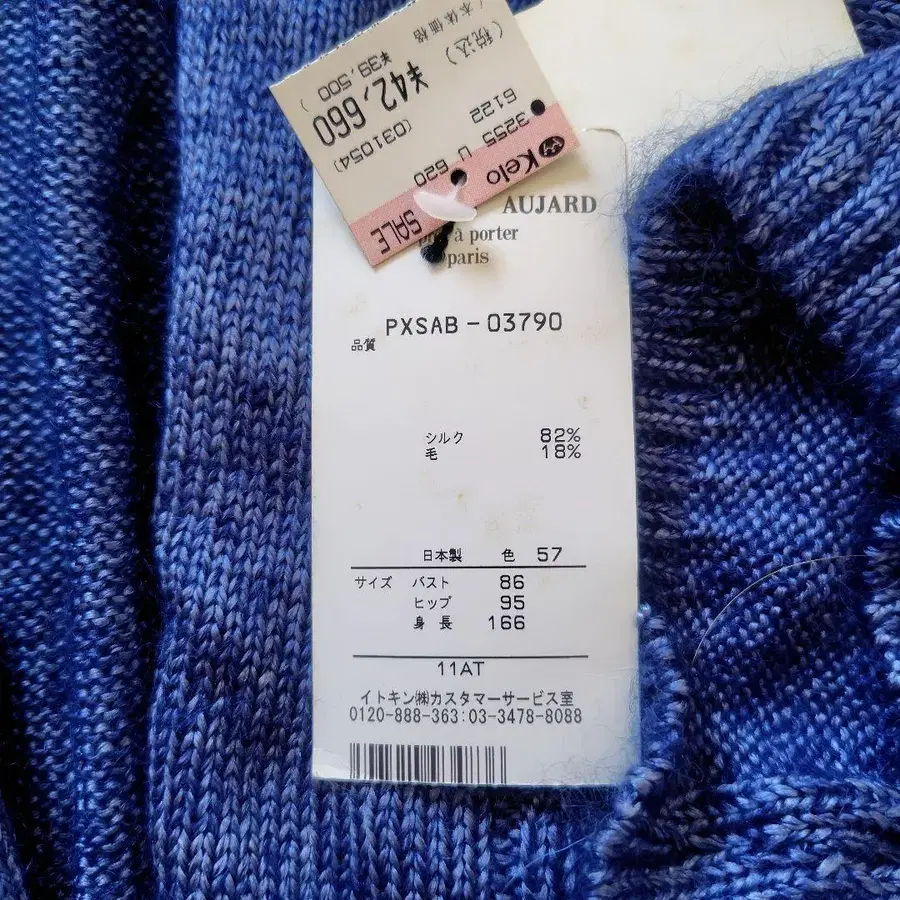 (本体価格
¥39,500)
(税込)
¥42,660
(031054)
6122
3255 U 620
Kelo
SALE
AUJARD
à porter
paris
PXSAB-03790
品質
シルク 82%
毛 18%
日本製 色 57
サイズ バスト 86
ヒップ 95
身長 166
11AT
イトキン㈱カスタマーサービス室
0120-888-363:03-3478-8088